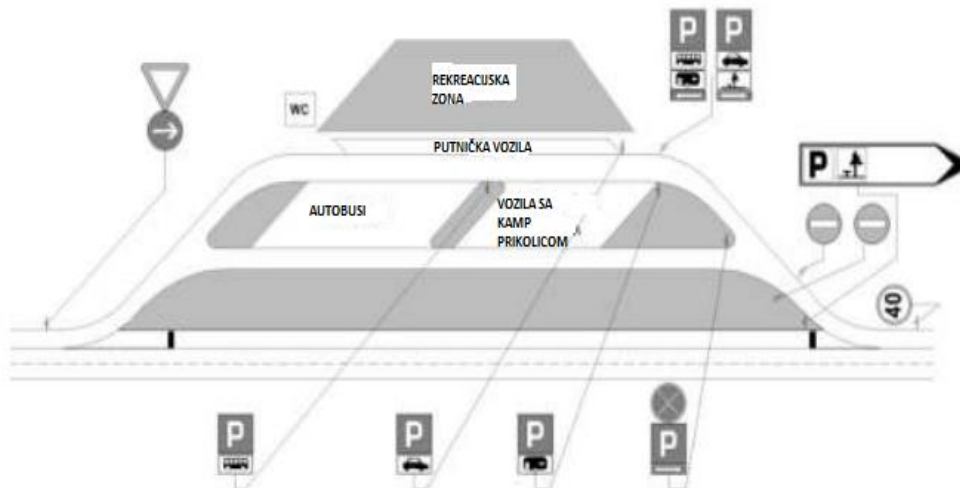 P
P
REKREACIJSKA
ZONA
WC
PUTNIČKA VOZILA
P
AUTOBUSI
VOZILA SA
KAMP
PRIKOLICOM
40
P
P
P
P